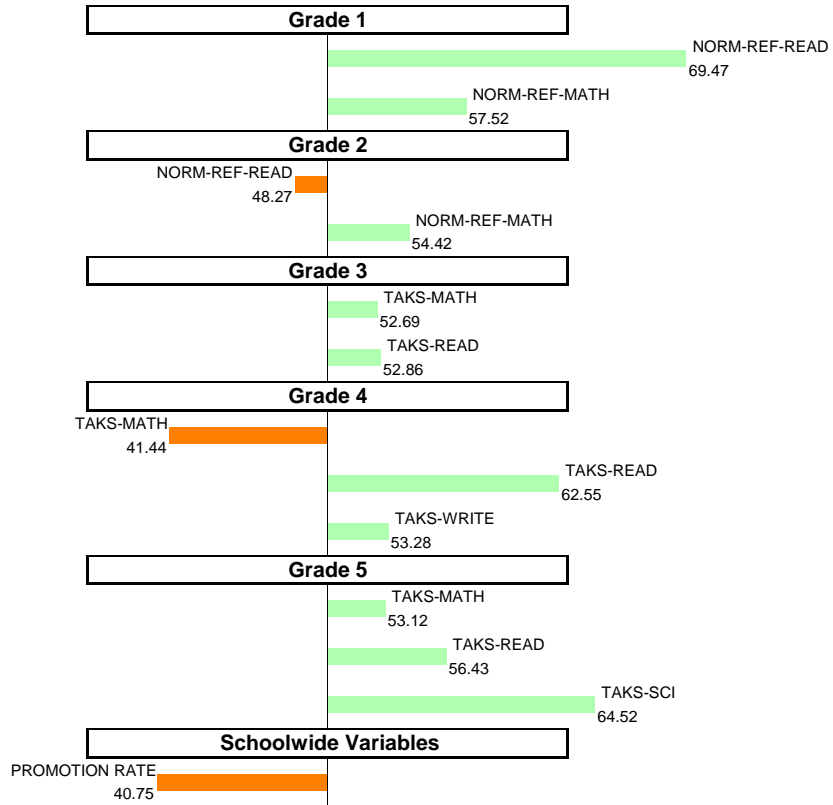 Grade 1
NORM-REF-READ
69.47
NORM-REF-MATH
57.52
Grade 2
NORM-REF-READ
48.27
NORM-REF-MATH
54.42
Grade 3
TAKS-MATH
52.69
TAKS-READ
52.86
Grade 4
TAKS-MATH
41.44
TAKS-READ
62.55
TAKS-WRITE
53.28
Grade 5
TAKS-MATH
53.12
TAKS-READ
56.43
TAKS-SCI
64.52
Schoolwide Variables
PROMOTION RATE
40.75